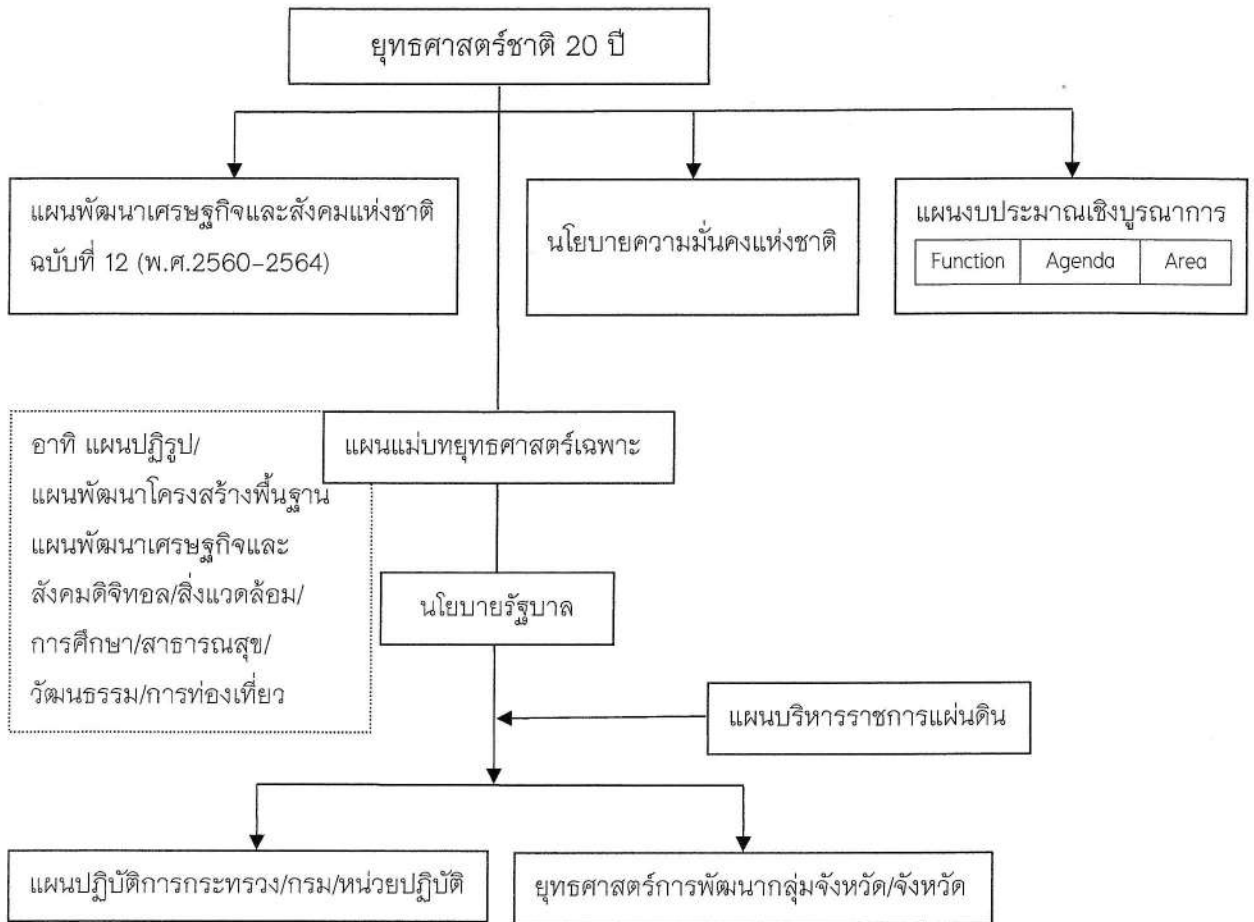 ยุทธศาสตร์ชาติ 20 ปี
แผนพัฒนาเศรษฐกิจและสังคมแห่งชาติ
ฉบับที่ 12 (พ.ศ.2560-2564)
นโยบายความมั่นคงแห่งชาติ
แผนงบประมาณเชิงบูรณาการ
Function Agenda Area
อาทิ แผนปฏิรูป/
แผนพัฒนาโครงสร้างพื้นฐาน
แผนพัฒนาเศรษฐกิจและ
สังคมดิจิทอล/สิ่งแวดล้อม/
การศึกษา/สาธารณสุข/
วัฒนธรรม/การท่องเที่ยว
แผนแม่บทยุทธศาสตร์เฉพาะ
นโยบายรัฐบาล
แผนบริหารราชการแผ่นดิน
แผนปฏิบัติการกระทรวง/กรม/หน่วยปฏิบัติ
ยุทธศาสตร์การพัฒนากลุ่มจังหวัด/จังหวัด